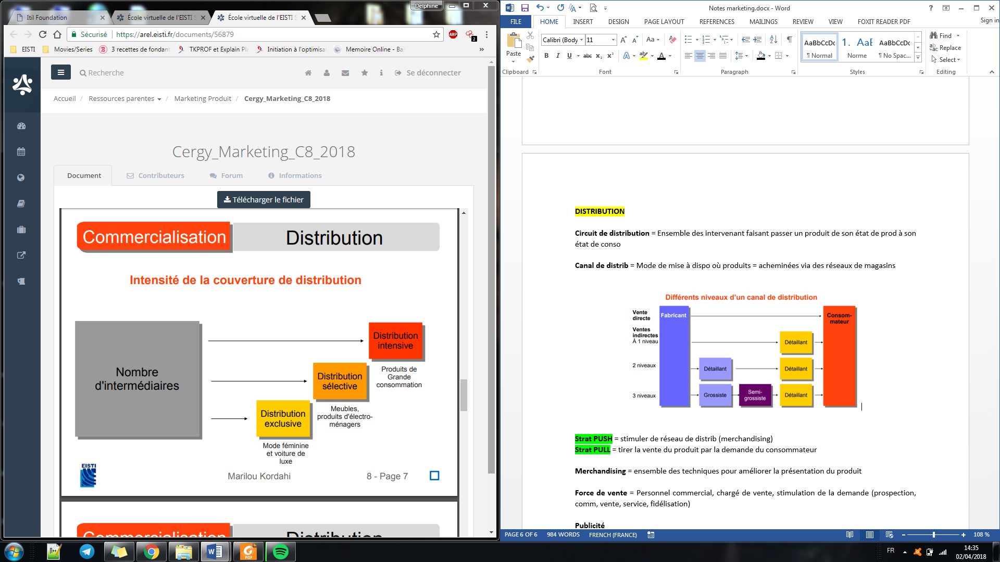 Delphine
Itil Foundation
École virtuelle de l'EISTI S
École virtuelle de l'EISTI S
Sécurisé
https://arel.eisti.fr/documents/56879
ABP
2
EISTI
Movies/Series
3 recettes de fondant
TKPROF et Explain Pla
Initiation à l'optimisat
Memoire Online - Bas
»
Recherche
Se déconnecter
Accueil / Ressources parentes / Marketing Produit / Cergy_Marketing_C8_2018
Cergy_Marketing_C8_2018
Document
Contributeurs
Forum
Informations
Télécharger le fichier
Commercialisation
Distribution
Intensité de la couverture de distribution
Nombre
d'intermédiaires
Distribution
intensive
Produits de
Grande
consommation
Distribution
sélective
Meubles,
produits d'électro-
ménagers
Distribution
exclusive
Mode féminine
et voiture de
luxe
EISTI
Marilou Kordahi
8 - Page 7
Commercialisation
Distribution
Notes marketing.docx - Word
FILE
HOME
INSERT
DESIGN
PAGE LAYOUT
REFERENCES
MAILINGS
REVIEW
VIEW
FOXIT READER PDF
Sign in
Paste
Clipboard
Calibri (Body
11
Font
Paragraph
AaBbCcDc
¶ Normal
1. AaE
Norme
AaBbCcDc
¶ No Spac...
Styles
Find
Replace
Select
Editing
DISTRIBUTION
Circuit de distribution = Ensemble des intervenant faisant passer un produit de son état de prod à son
état de conso
Canal de distrib = Mode de mise à dispo où produits = acheminées via des réseaux de magasins
Différents niveaux d'un canal de distribution
Vente
directe
Fabricant
Consom-
mateur
Ventes
indirectes
À 1 niveau
Détaillant
2 niveaux
Détaillant
Détaillant
3 niveaux
Grossiste
Semi-
grossiste
Détaillant
Strat PUSH = stimuler de réseau de distrib (merchandising)
Strat PULL = tirer la vente du produit par la demande du consommateur
Merchandising = ensemble des techniques pour améliorer la présentation du produit
Force de vente = Personnel commercial, chargé de vente, stimulation de la demande (prospection,
comm, vente, service, fidélisation)
Publicité
PAGE 6 OF 6
984 WORDS
FRENCH (FRANCE)
108 %
FR
14:35
02/04/2018